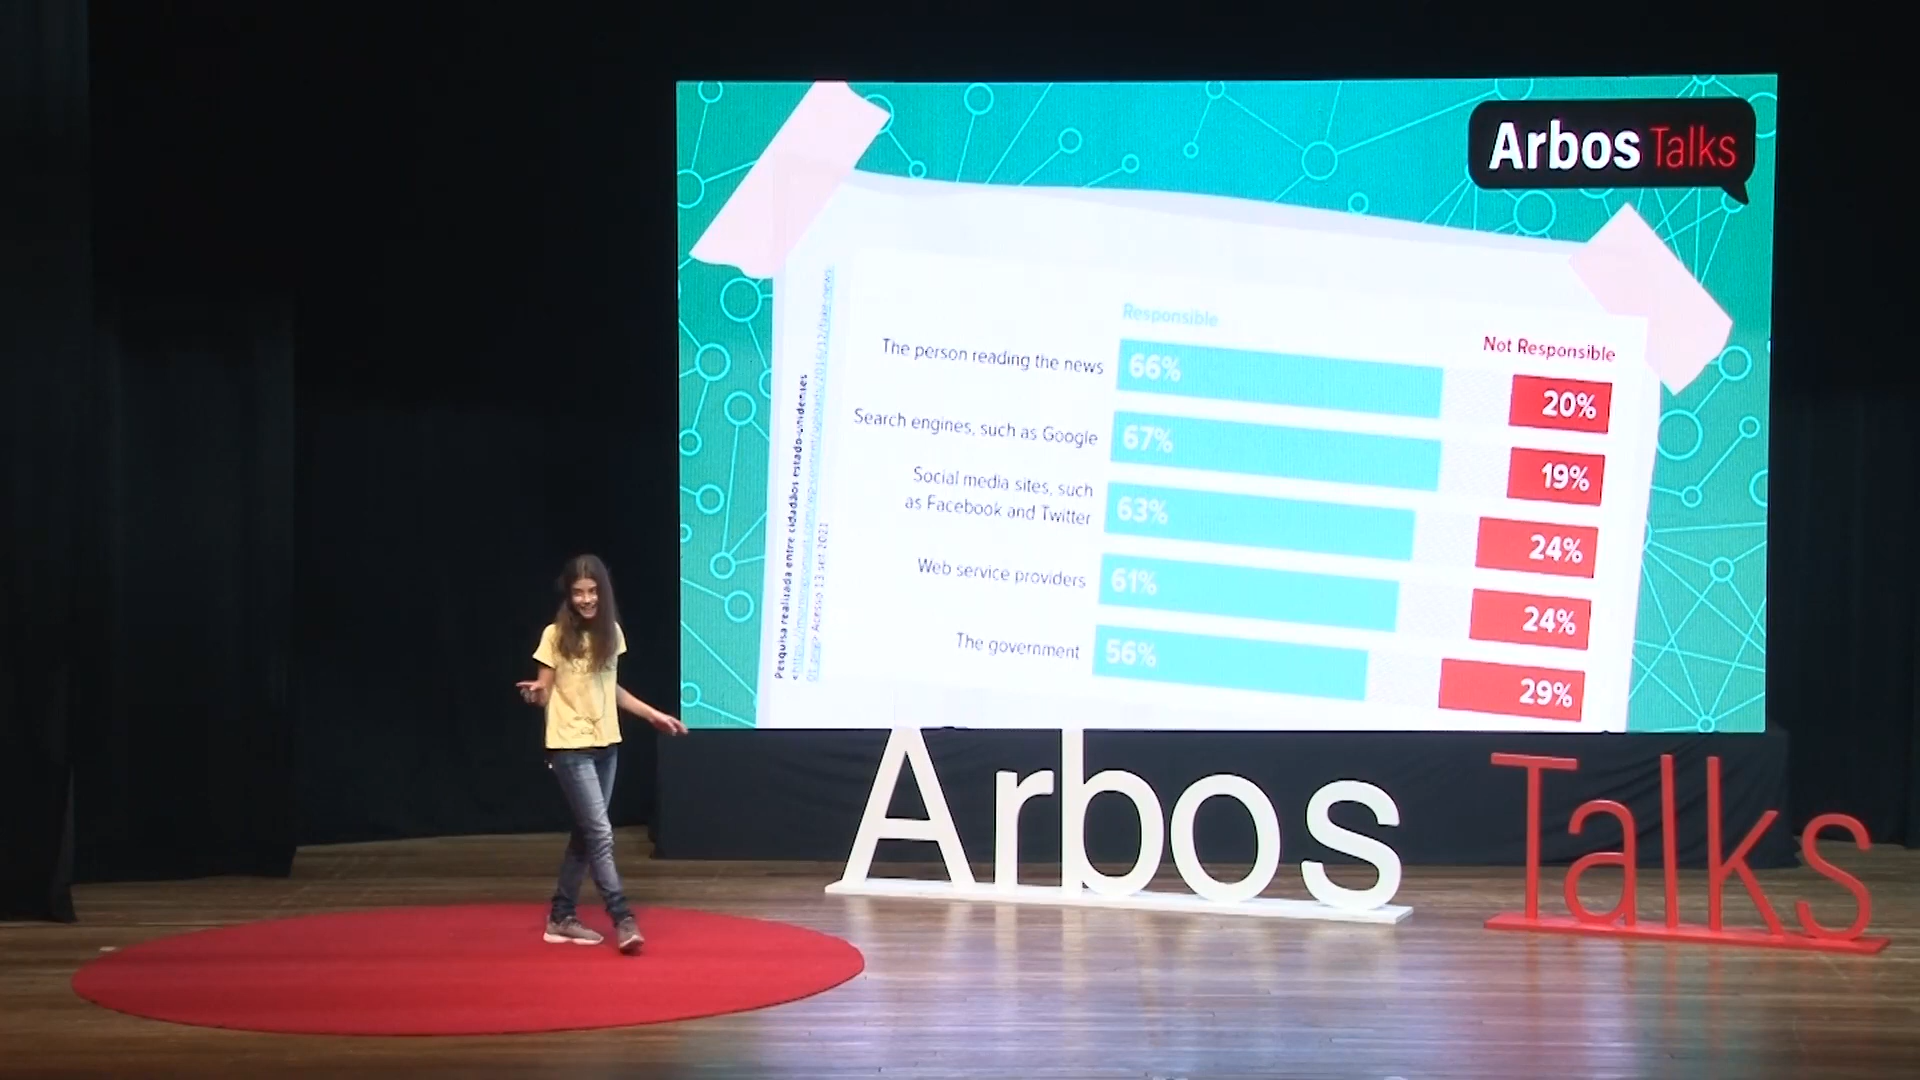 Arbos Talks
Responsible
Not Responsible
The person reading the news
66%
20%
Search engines, such as Google
67%
19%
Social media sites, such
as Facebook and Twitter
63%
24%
Web service providers
61%
24%
The government
56%
29%
Pesquisa realizada entre cidadãos estado-unidenses
01.png> Acesso 13 set 2021
Arbos Talks